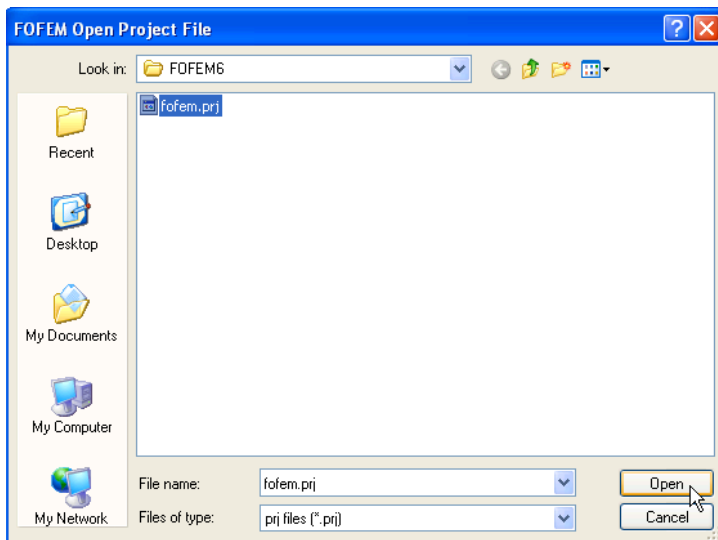 FOFEM Open Project File
Look in: FOFEM6
fofem.prj
Recent
Desktop
My Documents
My Computer
My Network
File name: fofem.prj Open
Files of type: prj files (*.prj) Cancel